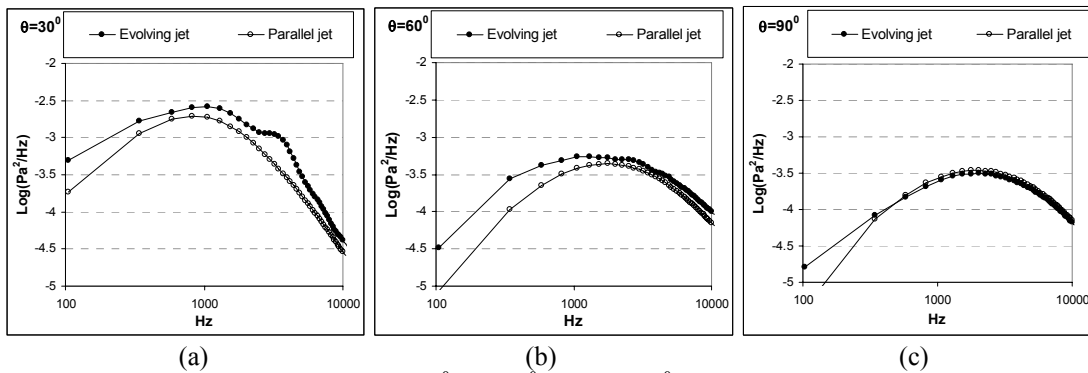 θ=30⁰
Evolving jet
Parallel jet
Log(Pa²/Hz)
-2
-2.5
-3
-3.5
-4
-4.5
-5
100
1000
10000
Hz
(a)
θ=60⁰
Evolving jet
Parallel jet
Log(Pa²/Hz)
-2
-2.5
-3
-3.5
-4
-4.5
-5
100
1000
10000
Hz
(b)
θ=90⁰
Evolving jet
Parallel jet
Log(Pa²/Hz)
-2
-2.5
-3
-3.5
-4
-4.5
-5
100
1000
10000
Hz
(c)